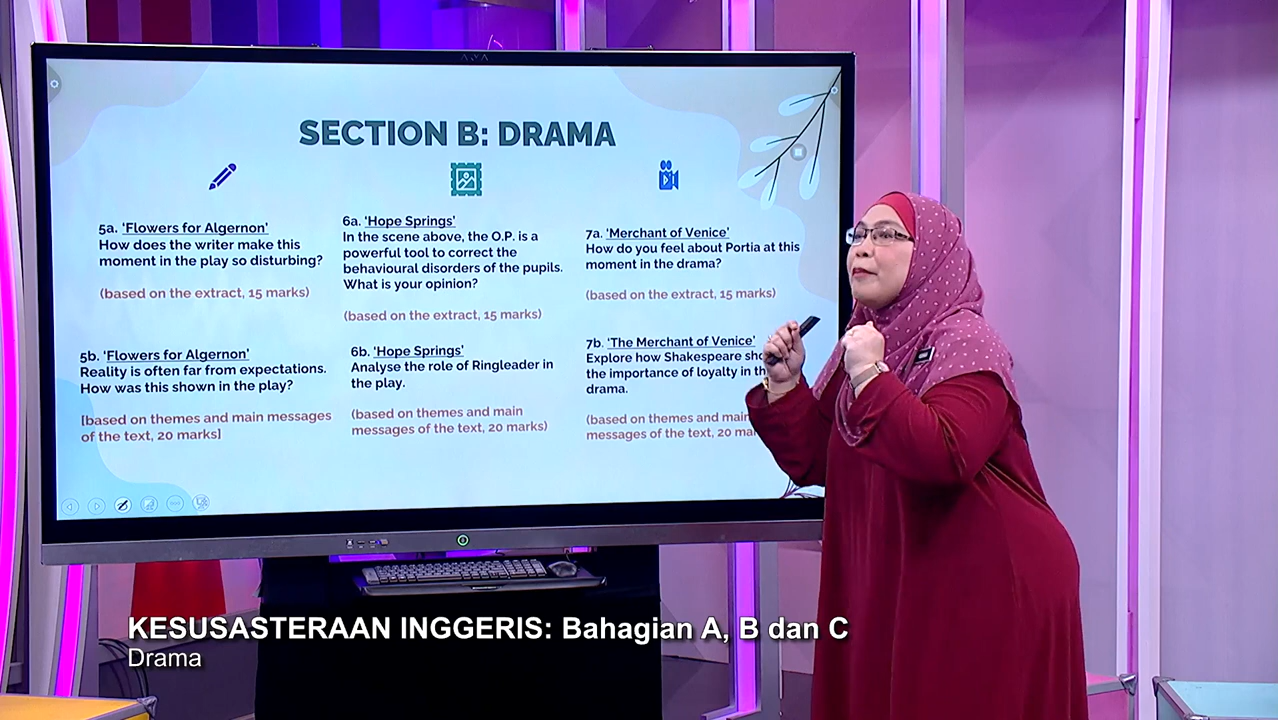 SECTION B: DRAMA
5a. 'Flowers for Algernon'
How does the writer make this
moment in the play so disturbing?
(based on the extract, 15 marks)
5b. 'Flowers for Algernon'
Reality is often far from expectations.
How was this shown in the play?
[based on themes and main messages
of the text, 20 marks]
6a. 'Hope Springs'
In the scene above, the O.P. is a
powerful tool to correct the
behavioural disorders of the pupils.
What is your opinion?
(based on the extract, 15 marks)
6b. 'Hope Springs'
Analyse the role of Ringleader in
the play.
(based on themes and main
messages of the text, 20 marks)
7a. 'Merchant of Venice'
How do you feel about Portia at this
moment in the drama?
(based on the extract, 15 marks)
7b. 'The Merchant of Venice'
Explore how Shakespeare
the importance of loyalty in
drama.
(based on themes and
messages of the text, 20
KESUSASTERAAN INGGERIS: Bahagian A, B dan C
Drama